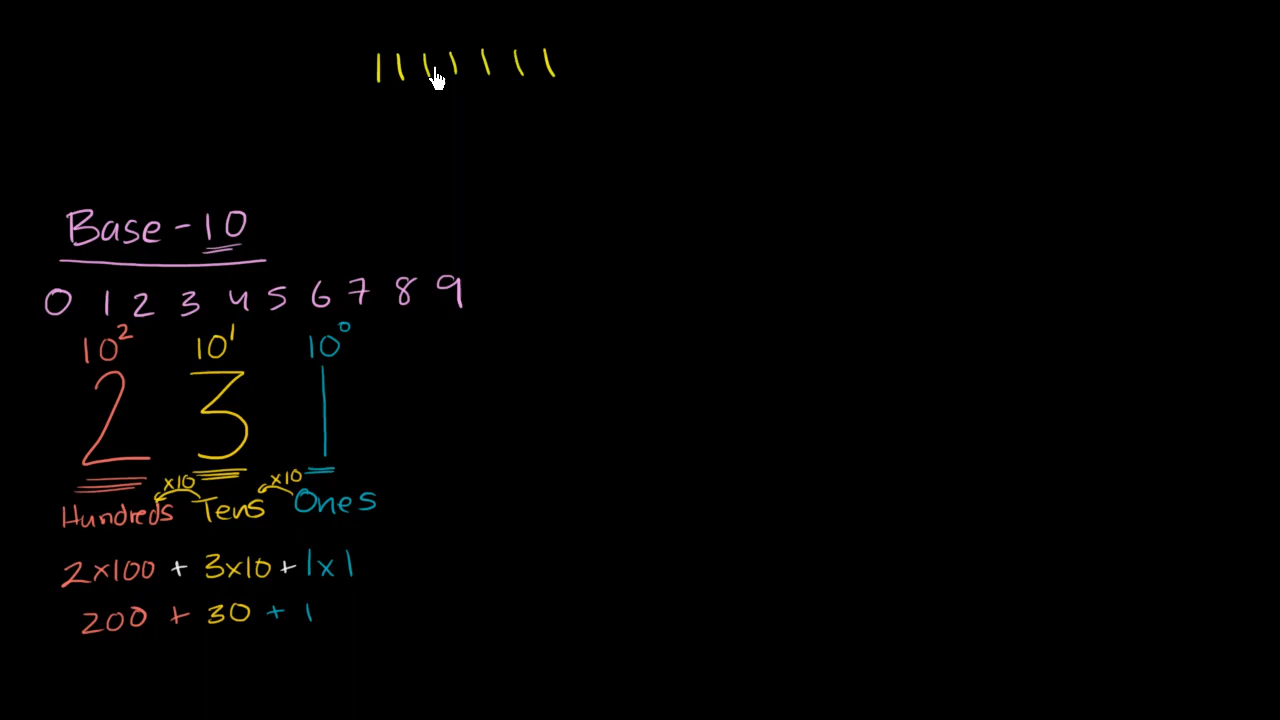 | | | | | | |
Base - 10
0 1 2 3 4 5 6 7 8 9
10² 10¹ 10⁰
2 3 1
x10 x10
Hundreds Tens Ones
2x100 + 3x10 + 1x1
200 + 30 + 1